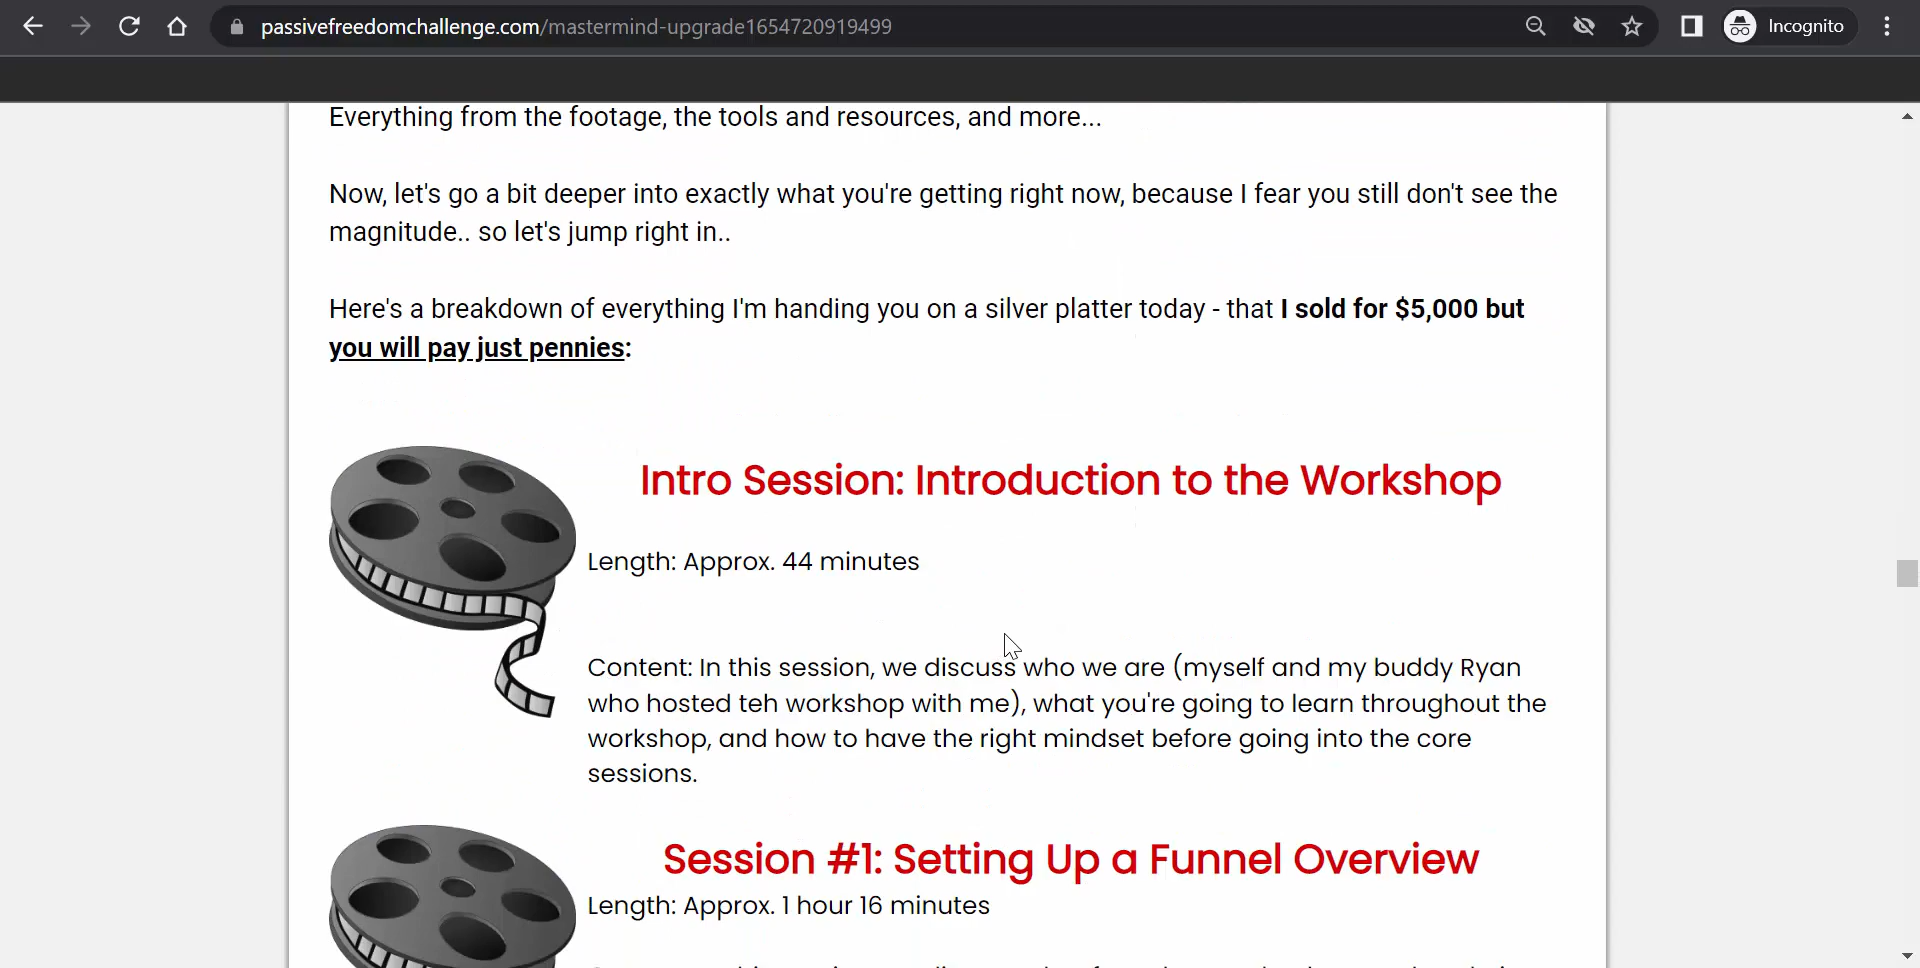 passivefreedomchallenge.com/mastermind-upgrade1654720919499
Incognito
Everything from the footage, the tools and resources, and more...
Now, let's go a bit deeper into exactly what you're getting right now, because I fear you still don't see the
magnitude.. so let's jump right in..
Here's a breakdown of everything I'm handing you on a silver platter today - that I sold for $5,000 but
you will pay just pennies:
Intro Session: Introduction to the Workshop
Length: Approx. 44 minutes
Content: In this session, we discuss who we are (myself and my buddy Ryan
who hosted teh workshop with me), what you're going to learn throughout the
workshop, and how to have the right mindset before going into the core
sessions.
Session #1: Setting Up a Funnel Overview
Length: Approx. 1 hour 16 minutes